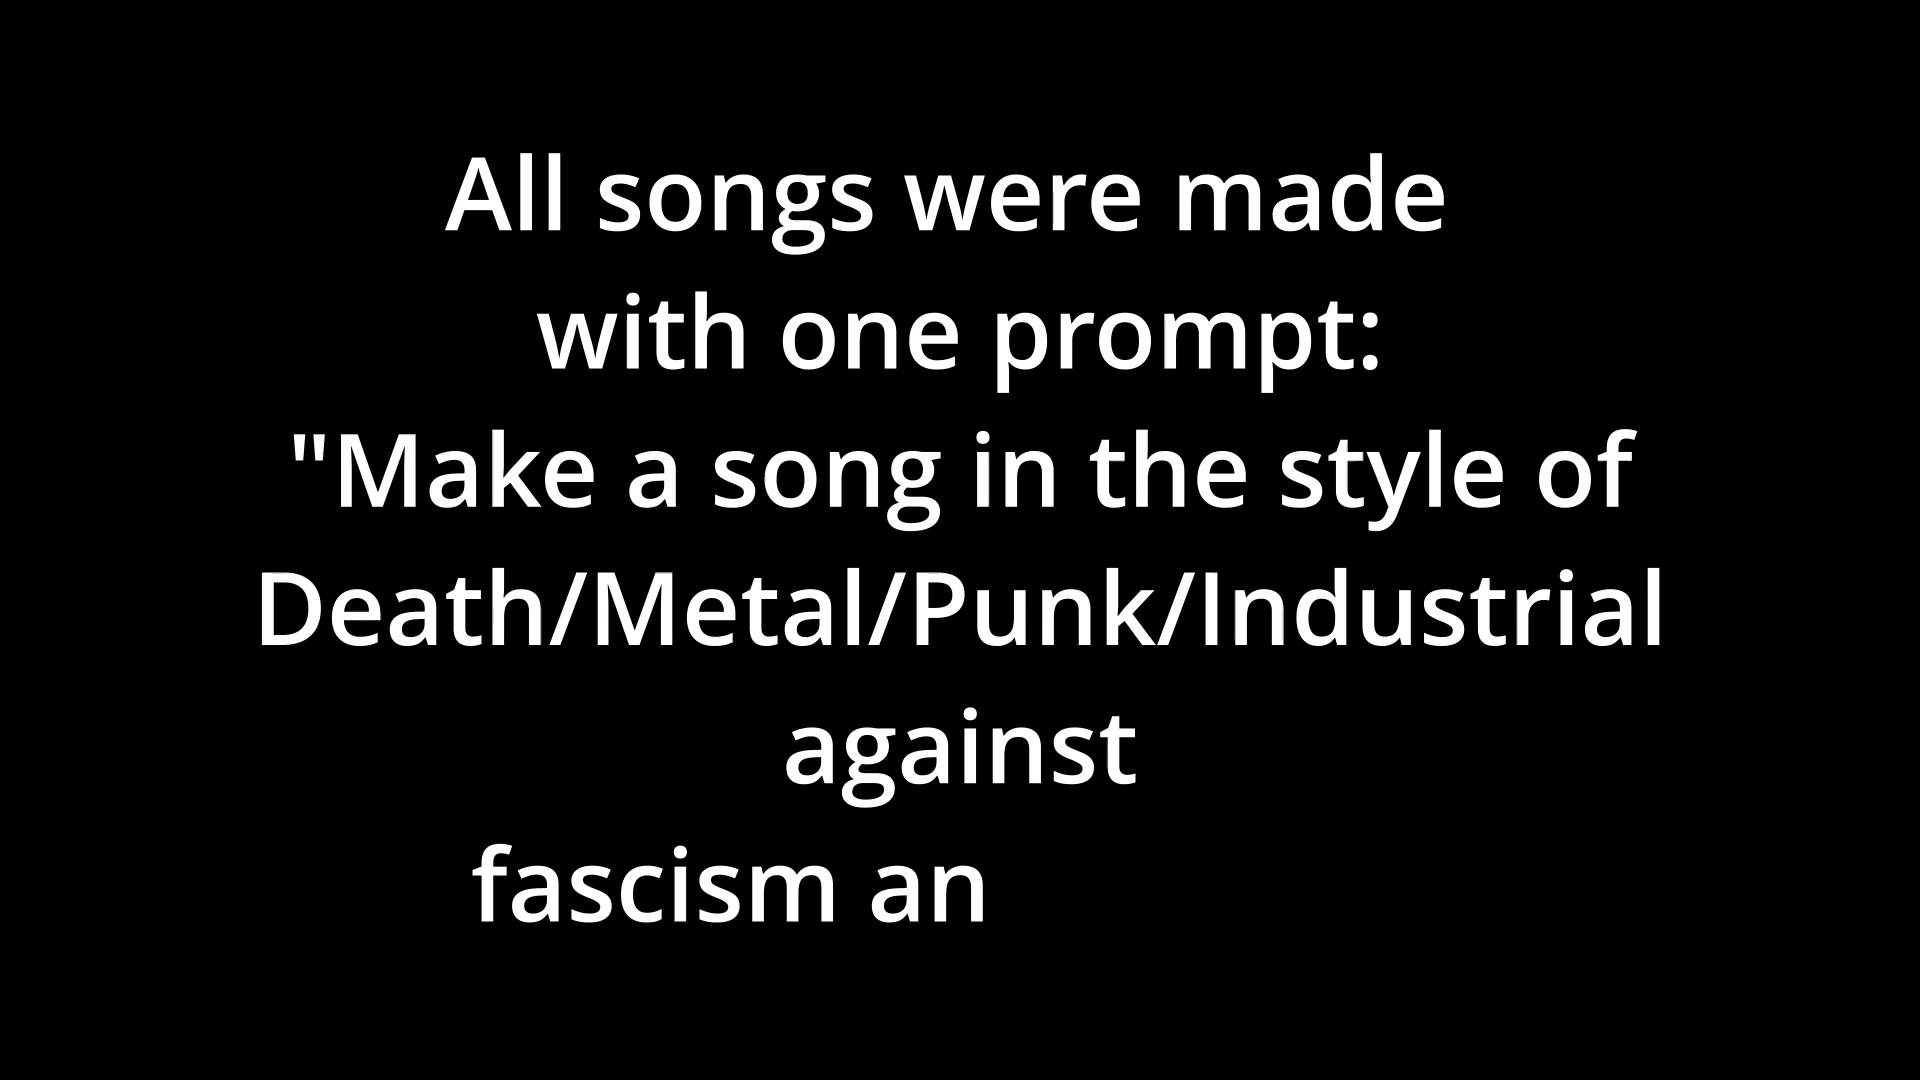 All songs were made
with one prompt:
"Make a song in the style of
Death/Metal/Punk/Industrial
against
fascism an